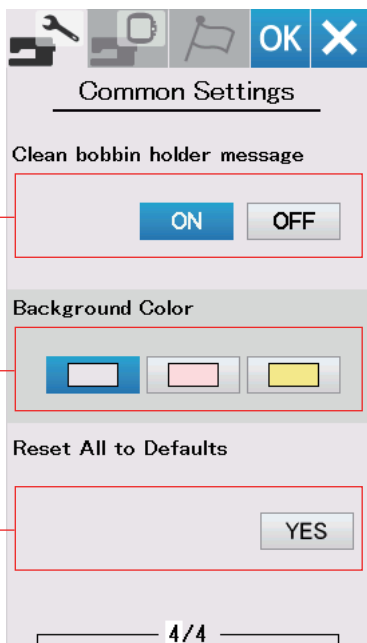 OK
Common Settings
Clean bobbin holder message
ON OFF
Background Color
Reset All to Defaults
YES
4/4